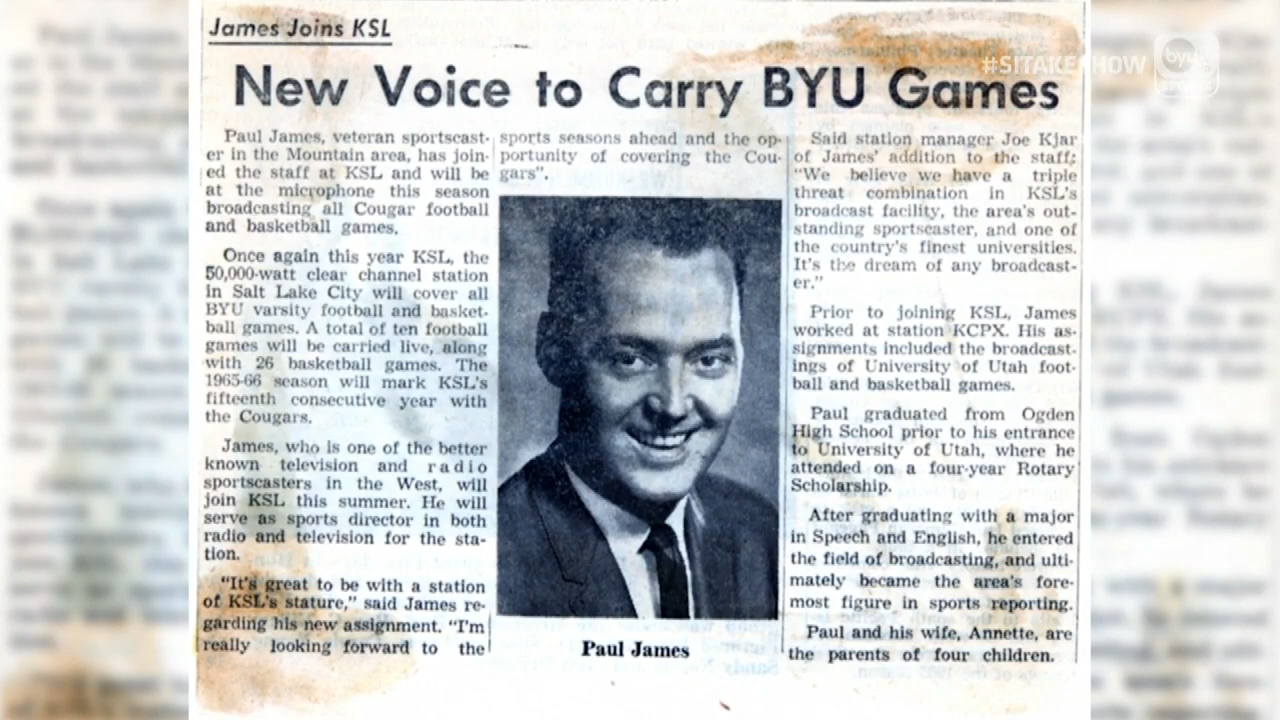 James Joins KSL
#SITAKENOW
New Voice to Carry BYU Games
Paul James, veteran sportscast-
er in the Mountain area, has join-
ed the staff at KSL and will be
at the microphone this season
broadcasting all Cougar football
and basketball games.
Once again this year KSL, the
50,000-watt clear channel station
in Salt Lake City will cover all
BYU varsity football and basket-
ball games. A total of ten football
games will be carried live, along
with 26 basketball games. The
1965-66 season will mark KSL's
fifteenth consecutive year with
the Cougars.
James, who is one of the better
known television and radio
sportscasters in the West, will
join KSL this summer. He will
serve as sports director in both
radio and television for the sta-
tion.
"It's great to be with a station
of KSL's stature," said James re-
garding his new assignment. "I'm
really looking forward to the
sports seasons ahead and the op-
portunity of covering the Cou-
gars".
Paul James
Said station manager Joe Kjar
of James' addition to the staff:
"We believe we have a triple
threat combination in KSL's
broadcast facility, the area's out-
standing sportscaster, and one of
the country's finest universities.
It's the dream of any broadcast-
er."
Prior to joining KSL, James
worked at station KCPX. His as-
signments included the broadcast-
ings of University of Utah foot-
ball and basketball games.
Paul graduated from Ogden
High School prior to his entrance
to University of Utah, where he
attended on a four-year Rotary
Scholarship.
After graduating with a major
in Speech and English, he entered
the field of broadcasting, and ulti-
mately became the area's fore-
most figure in sports reporting.
Paul and his wife, Annette, are
the parents of four children.